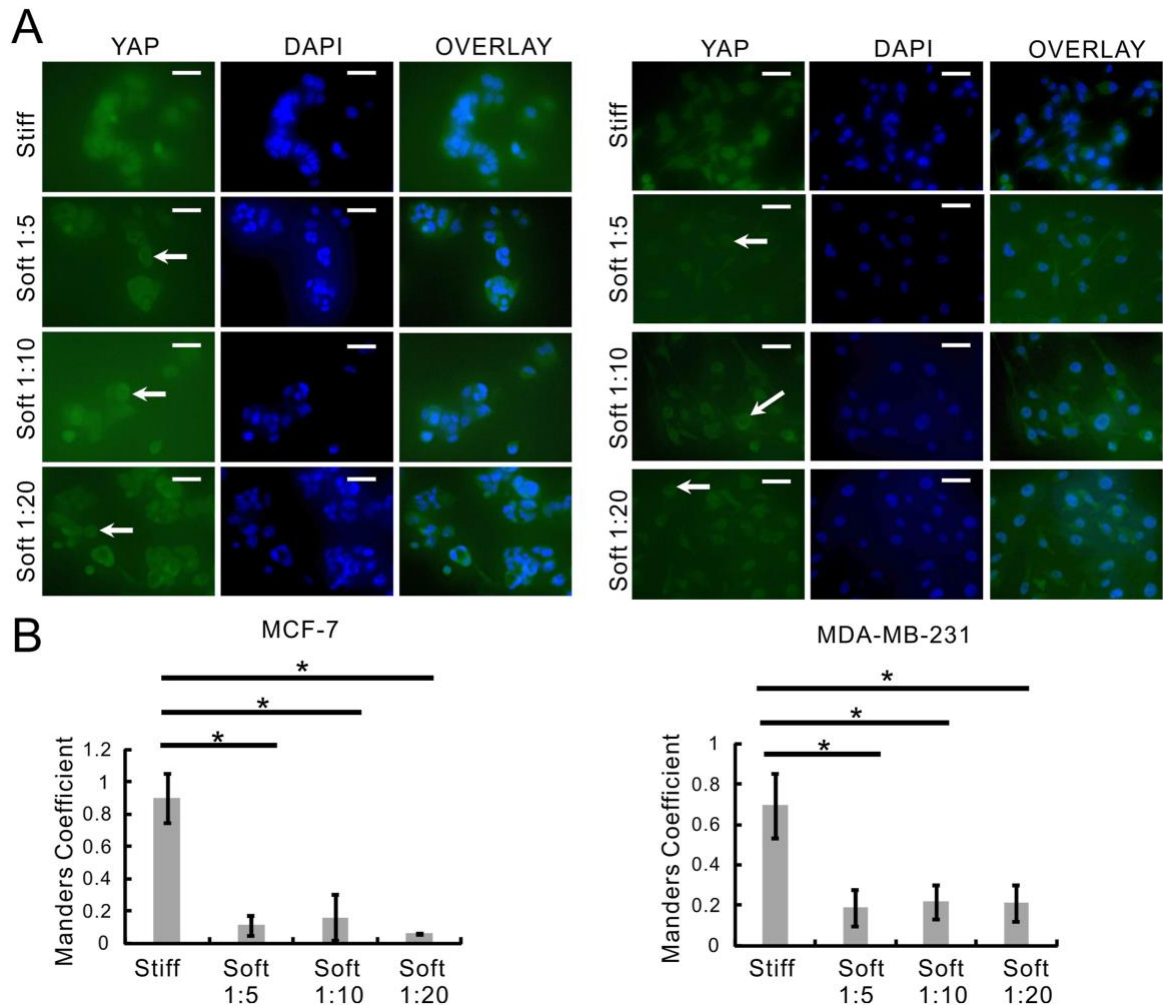 A
YAP DAPI OVERLAY YAP DAPI OVERLAY
Stiff Stiff
Soft 1:5 Soft 1:5
Soft 1:10 Soft 1:10
Soft 1:20 Soft 1:20
B
MCF-7
*
*
*
1.2
1
0.8
0.6
0.4
0.2
0
Manders Coefficient
Stiff Soft Soft Soft
1:5 1:10 1:20
MDA-MB-231
*
*
*
1
0.8
0.6
0.4
0.2
0
Manders Coefficient
Stiff Soft Soft Soft
1:5 1:10 1:20